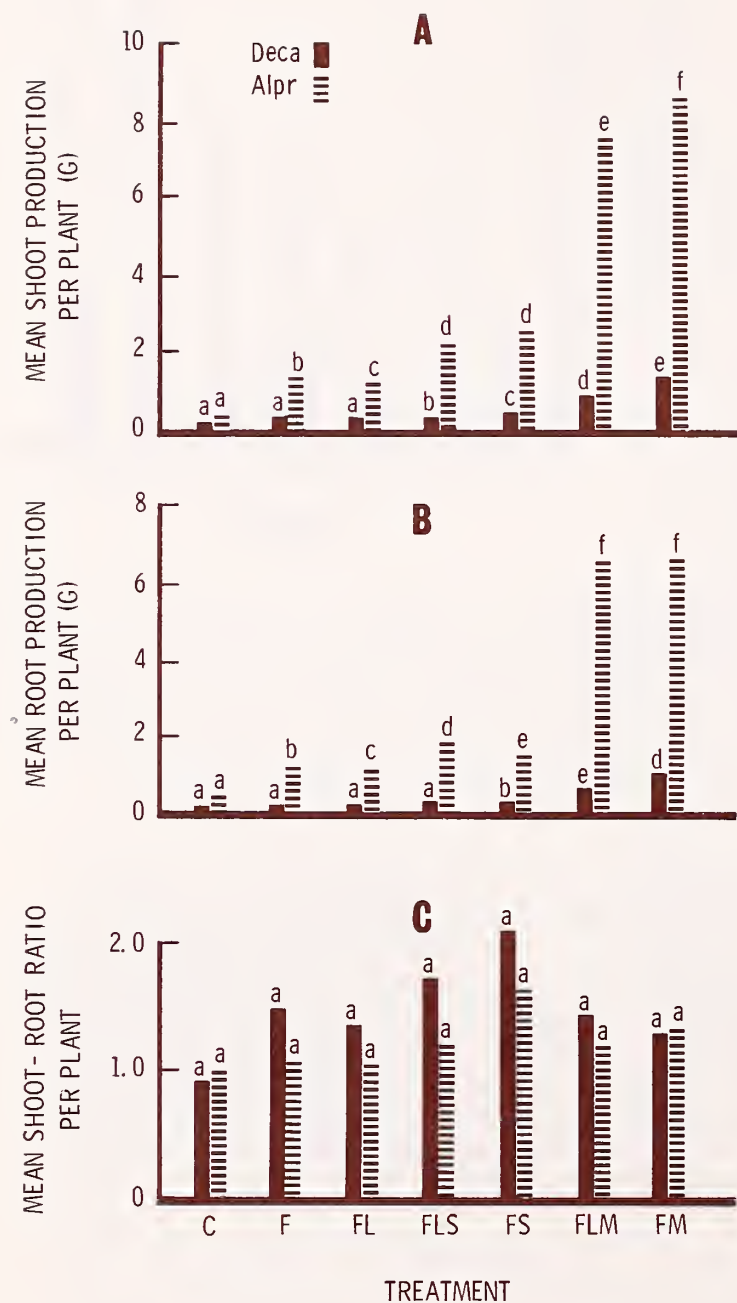 A
Deca
Alpr
MEAN SHOOT PRODUCTION
PER PLANT (G)
10
8
6
4
2
0
a a
a b
a c
b d
c d
d e
e f
B
MEAN ROOT PRODUCTION
PER PLANT (G)
8
6
4
2
0
a a
a b
a c
a d
b e
e f
d f
C
MEAN SHOOT-ROOT RATIO
PER PLANT
2.0
1.0
0
a a
a a
a a
a a
a a
a a
a a
C F FL FLS FS FLM FM
TREATMENT